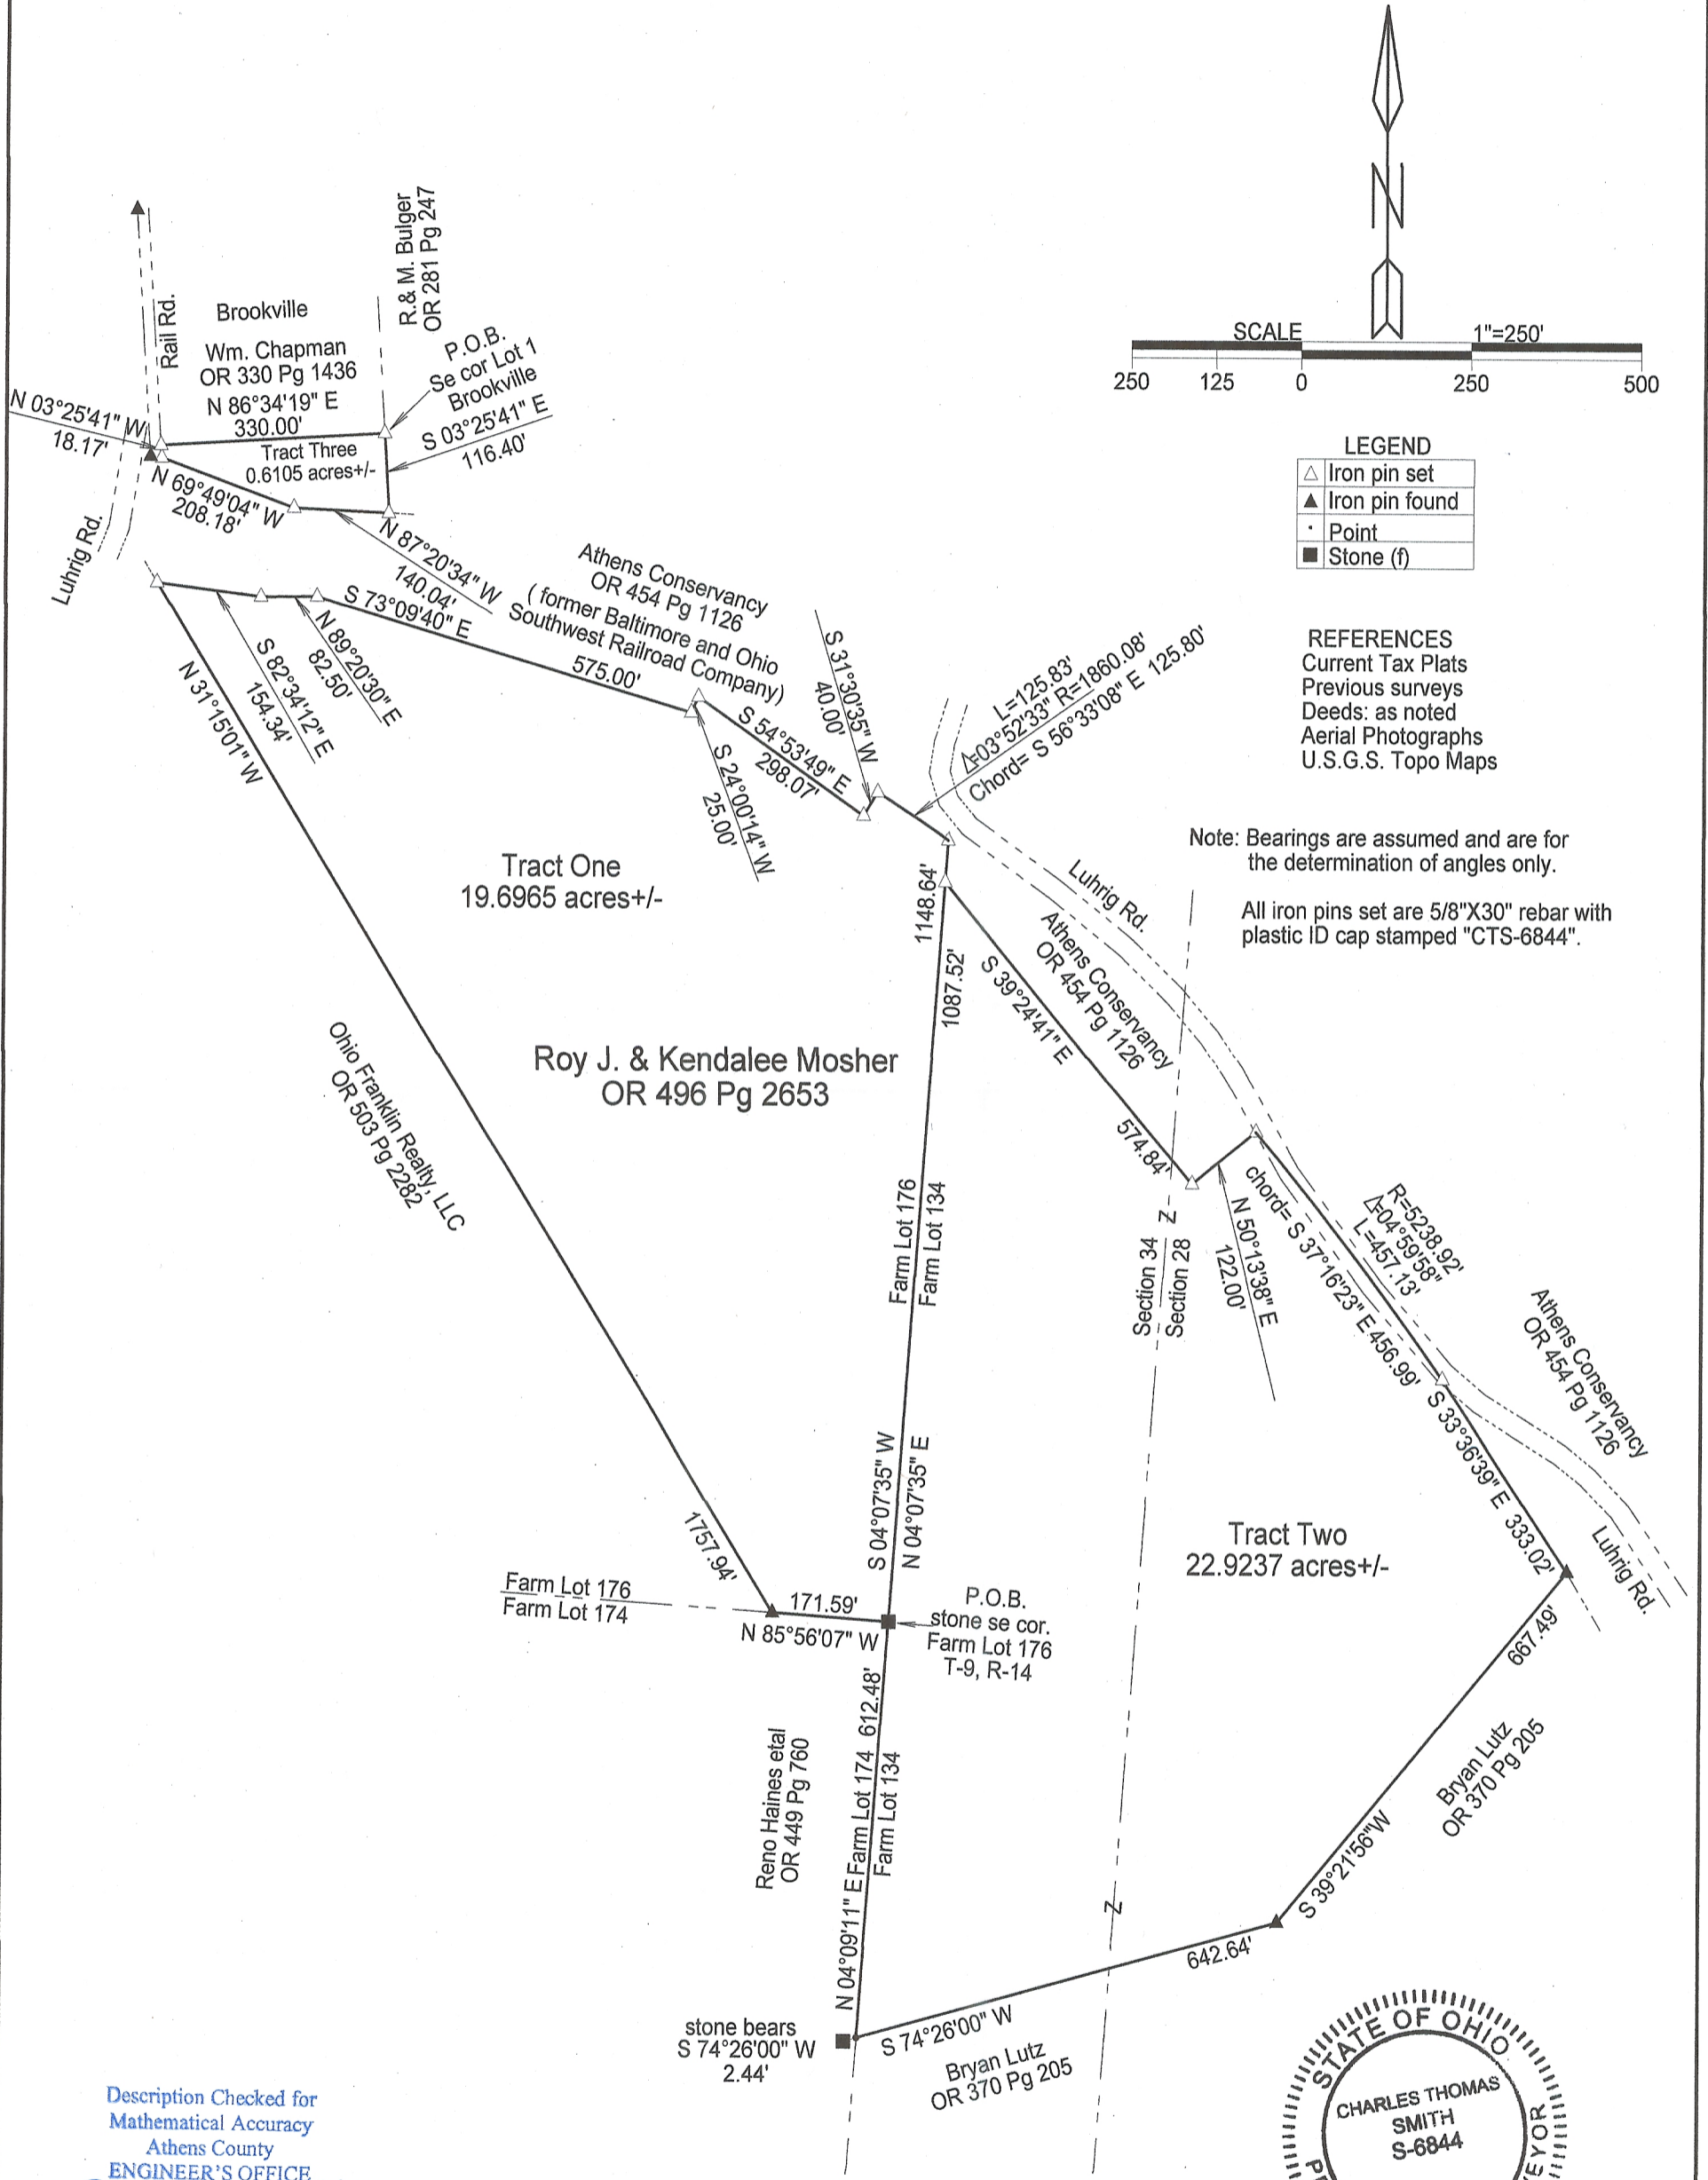 N
SCALE 1"=250'
250 125 0 250 500
LEGEND
Iron pin set
Iron pin found
Point
Stone (f)
REFERENCES
Current Tax Plats
Previous surveys
Deeds: as noted
Aerial Photographs
U.S.G.S. Topo Maps
Note: Bearings are assumed and are for
the determination of angles only.
All iron pins set are 5/8"X30" rebar with
plastic ID cap stamped "CTS-6844".
Rail Rd.
Brookville
Wm. Chapman
OR 330 Pg 1436
N 86°34'19" E
330.00'
R.& M. Bulger
OR 281 Pg 247
P.O.B.
Se cor Lot 1
Brookville
S 03°25'41" E
116.40'
N 03°25'41" W
18.17'
Tract Three
0.6105 acres+/-
N 69°49'04" W
208.18'
N 87°20'34" W
140.04'
Luhrig Rd.
Athens Conservancy
OR 454 Pg 1126
( former Baltimore and Ohio
Southwest Railroad Company)
S 73°09'40" E
575.00'
N 89°20'30" E
82.50'
S 82°34'12" E
154.34'
N 31°15'01" W
S 24°00'14" W
25.00'
S 54°53'49" E
298.07'
S 31°30'35" W
40.00'
L=125.83'
Δ=03°52'33" R=1860.08'
Chord= S 56°33'08" E 125.80'
Tract One
19.6965 acres+/-
1148.64'
1087.52'
Luhrig Rd.
Athens Conservancy
OR 454 Pg 1126
S 39°24'41" E
574.84'
Roy J. & Kendalee Mosher
OR 496 Pg 2653
Ohio Franklin Realty, LLC
OR 503 Pg 2282
Farm Lot 176
Farm Lot 134
Section 34
Section 28
Z
N 50°13'38" E
122.00'
R=5238.92'
Δ=04°59'58"
L=457.13'
chord= S 37°16'23" E 456.99'
Athens Conservancy
OR 454 Pg 1126
S 33°36'39" E 333.02'
Luhrig Rd.
S 04°07'35" W
N 04°07'35" E
1757.94'
Tract Two
22.9237 acres+/-
Farm Lot 176
Farm Lot 174
171.59'
N 85°56'07" W
P.O.B.
stone se cor.
Farm Lot 176
T-9, R-14
667.49'
S 39°21'56"W
Bryan Lutz
OR 370 Pg 205
Reno Haines etal
OR 449 Pg 760
N 04°09'11" E Farm Lot 174 612.48'
Farm Lot 134
Z
642.64'
S 74°26'00" W
Bryan Lutz
OR 370 Pg 205
stone bears
S 74°26'00" W
2.44'
Description Checked for
Mathematical Accuracy
Athens County
ENGINEER'S OFFICE
STATE OF OHIO
CHARLES THOMAS
SMITH
S-6844